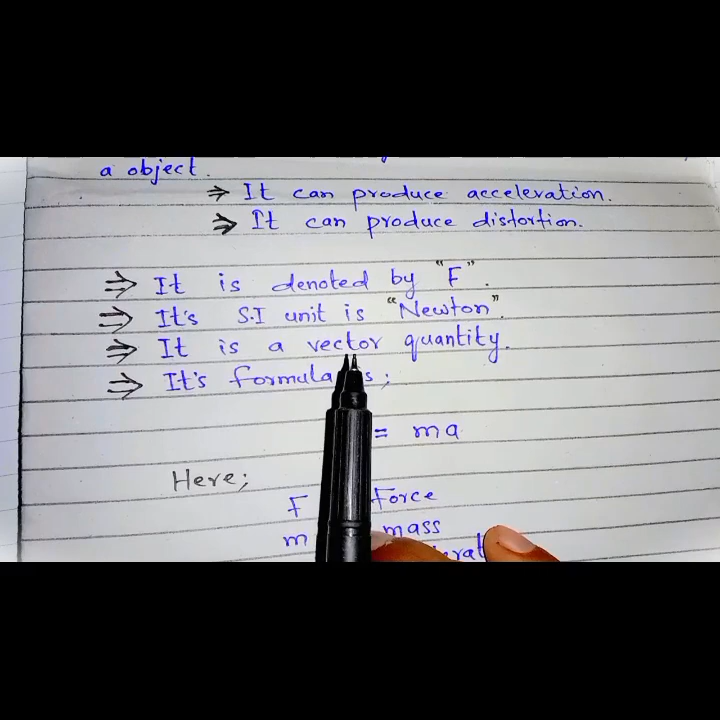 a object.
⇒ It can produce acceleration.
⇒ It can produce distortion.
⇒ It is denoted by "F".
⇒ It's S.I unit is "Newton".
⇒ It is a vector quantity.
⇒ It's formula is;
= ma
Here;
F Force
m mass